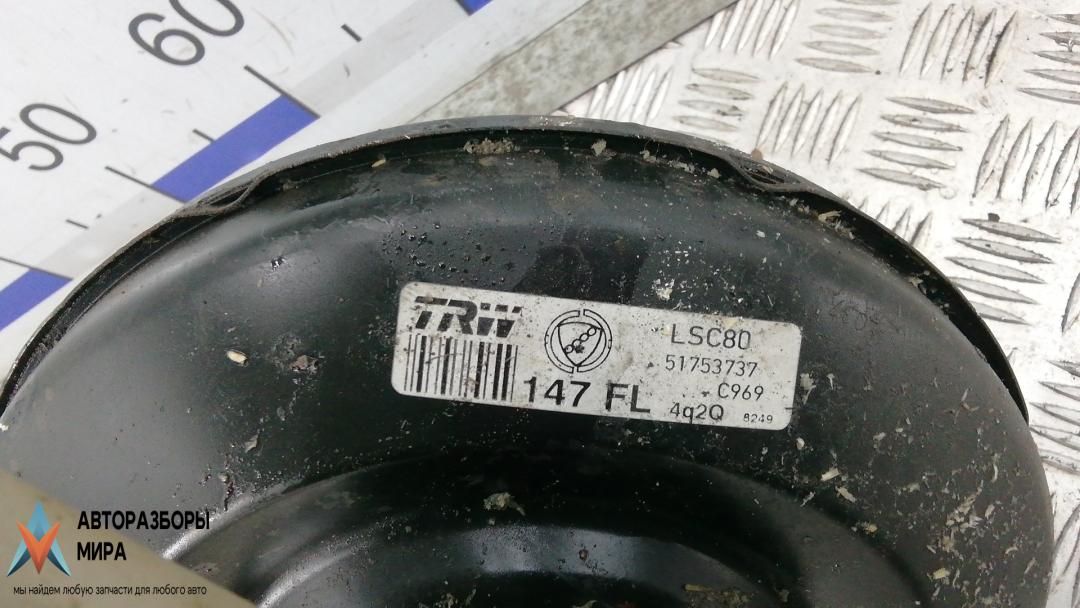 60
50
TRW
LSC80
51753737
C969
147 FL
4q2Q 8249
АВТОРАЗБОРЫ
МИРА
мы найдем любую запчасти для любого авто